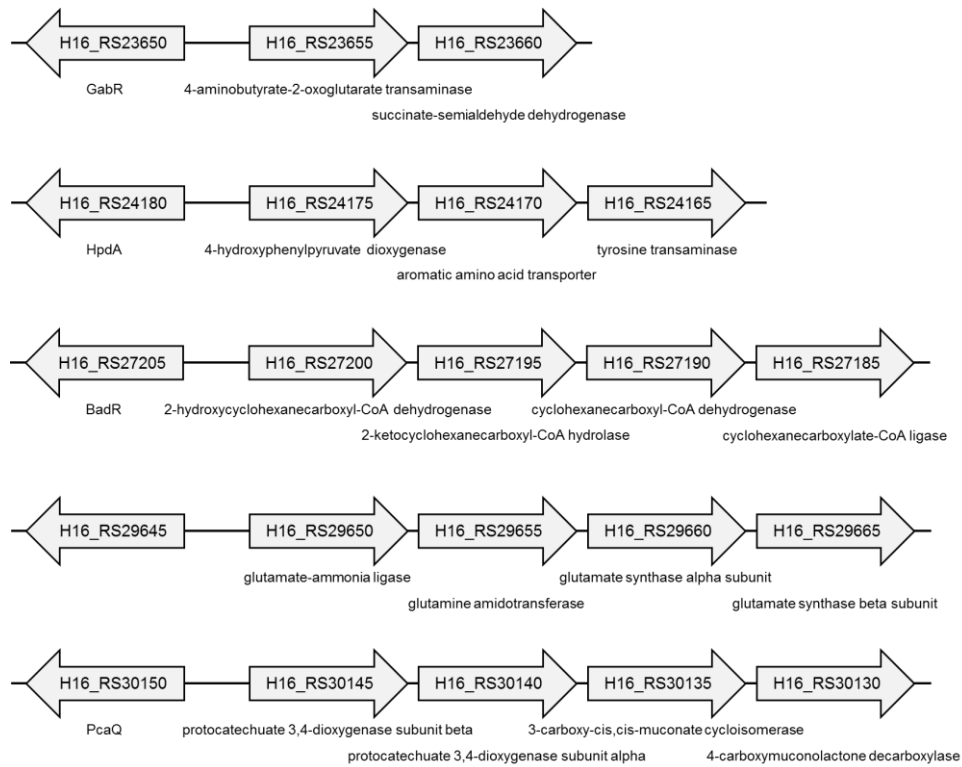 H16_RS23650 H16_RS23655 H16_RS23660
GabR 4-aminobutyrate-2-oxoglutarate transaminase
succinate-semialdehyde dehydrogenase
H16_RS24180 H16_RS24175 H16_RS24170 H16_RS24165
HpdA 4-hydroxyphenylpyruvate dioxygenase tyrosine transaminase
aromatic amino acid transporter
H16_RS27205 H16_RS27200 H16_RS27195 H16_RS27190 H16_RS27185
BadR 2-hydroxycyclohexanecarboxyl-CoA dehydrogenase cyclohexanecarboxyl-CoA dehydrogenase
2-ketocyclohexanecarboxyl-CoA hydrolase cyclohexanecarboxylate-CoA ligase
H16_RS29645 H16_RS29650 H16_RS29655 H16_RS29660 H16_RS29665
glutamate-ammonia ligase glutamate synthase alpha subunit
glutamine amidotransferase glutamate synthase beta subunit
H16_RS30150 H16_RS30145 H16_RS30140 H16_RS30135 H16_RS30130
PcaQ protocatechuate 3,4-dioxygenase subunit beta 3-carboxy-cis,cis-muconate cycloisomerase
protocatechuate 3,4-dioxygenase subunit alpha 4-carboxymuconolactone decarboxylase